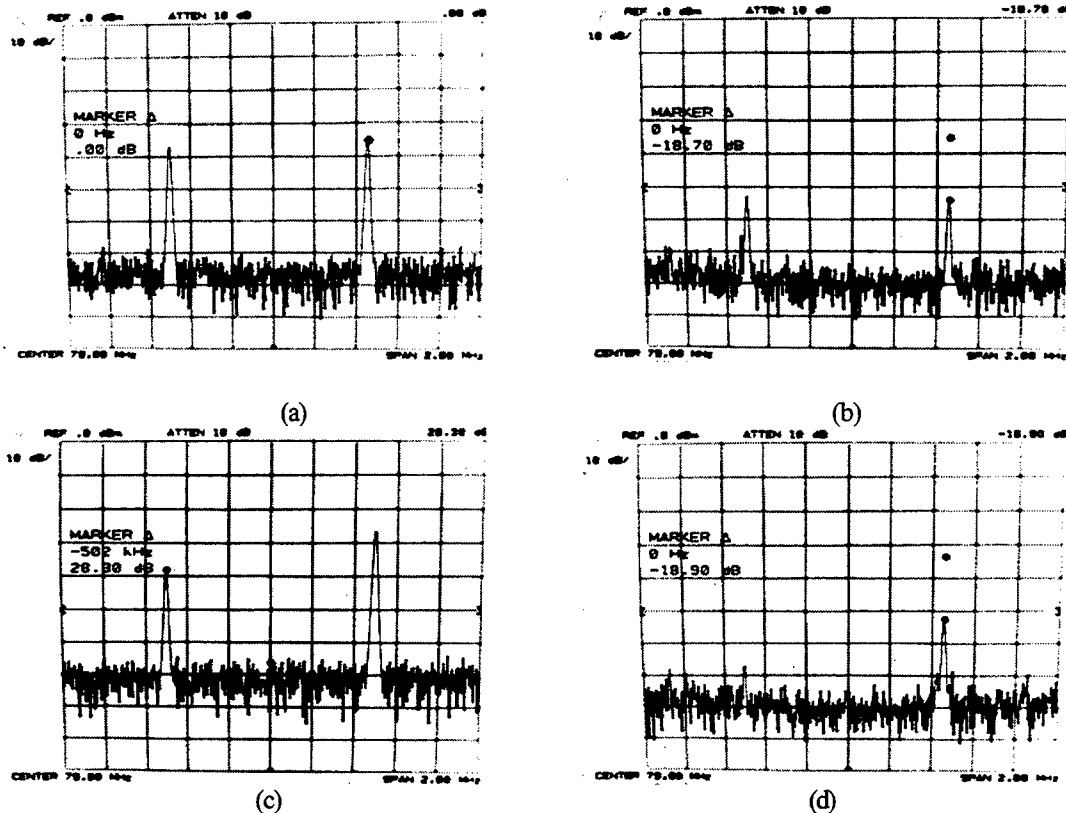 REF .0 dBm ATTEN 10 dB .00 dB
10 dB/
MARKER Δ
0 Hz
.00 dB
CENTER 79.00 MHz SPAN 2.00 MHz
(a)
REF .0 dBm ATTEN 10 dB -18.70 dB
10 dB/
MARKER Δ
0 Hz
-18.70 dB
CENTER 79.00 MHz SPAN 2.00 MHz
(b)
REF .0 dBm ATTEN 10 dB 28.30 dB
10 dB/
MARKER Δ
-502 kHz
28.30 dB
CENTER 79.00 MHz SPAN 2.00 MHz
(c)
REF .0 dBm ATTEN 10 dB -18.90 dB
10 dB/
MARKER Δ
0 Hz
-18.90 dB
CENTER 79.00 MHz SPAN 2.00 MHz
(d)